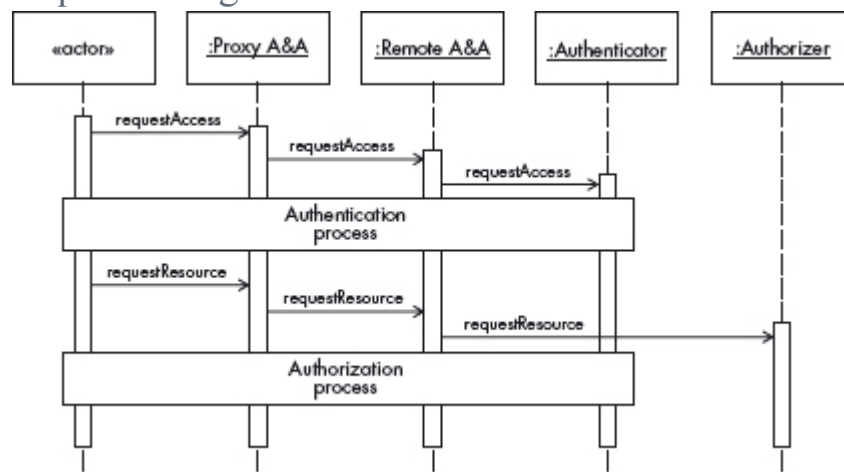 «actor»
:Proxy A&A
:Remote A&A
:Authenticator
:Authorizer
requestAccess
requestAccess
requestAccess
Authentication
process
requestResource
requestResource
requestResource
Authorization
process